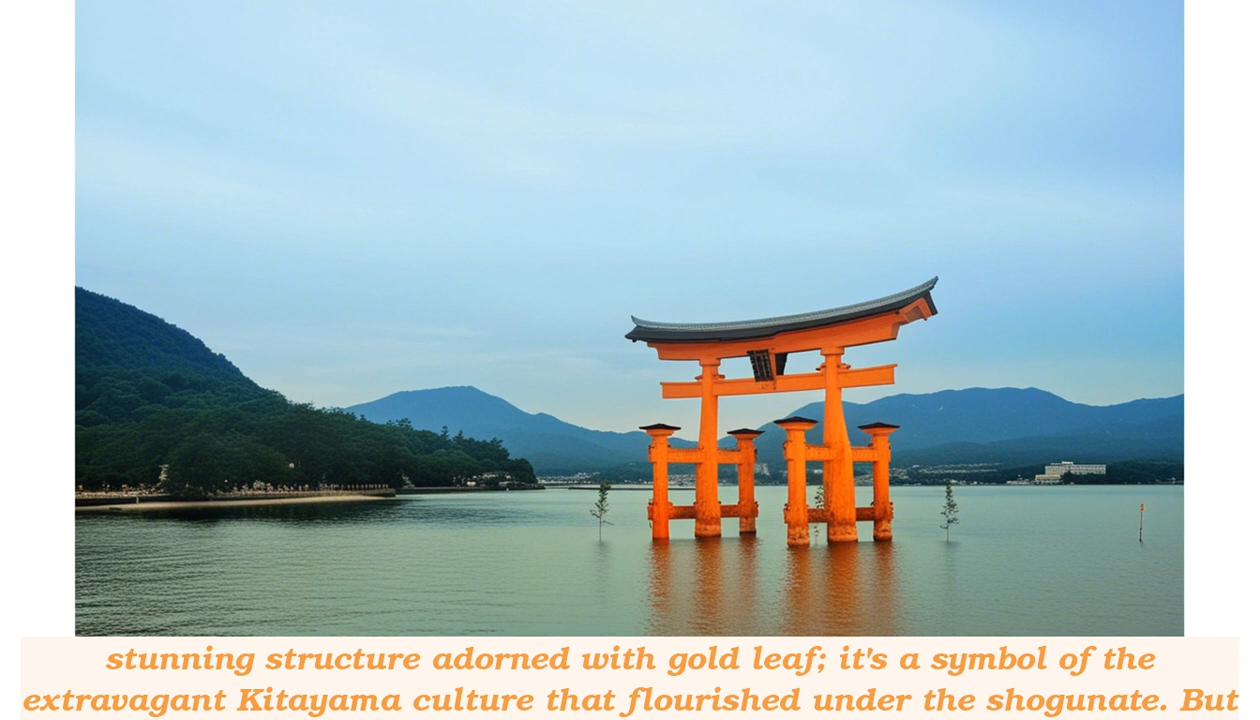 stunning structure adorned with gold leaf; it's a symbol of the
extravagant Kitayama culture that flourished under the shogunate. But